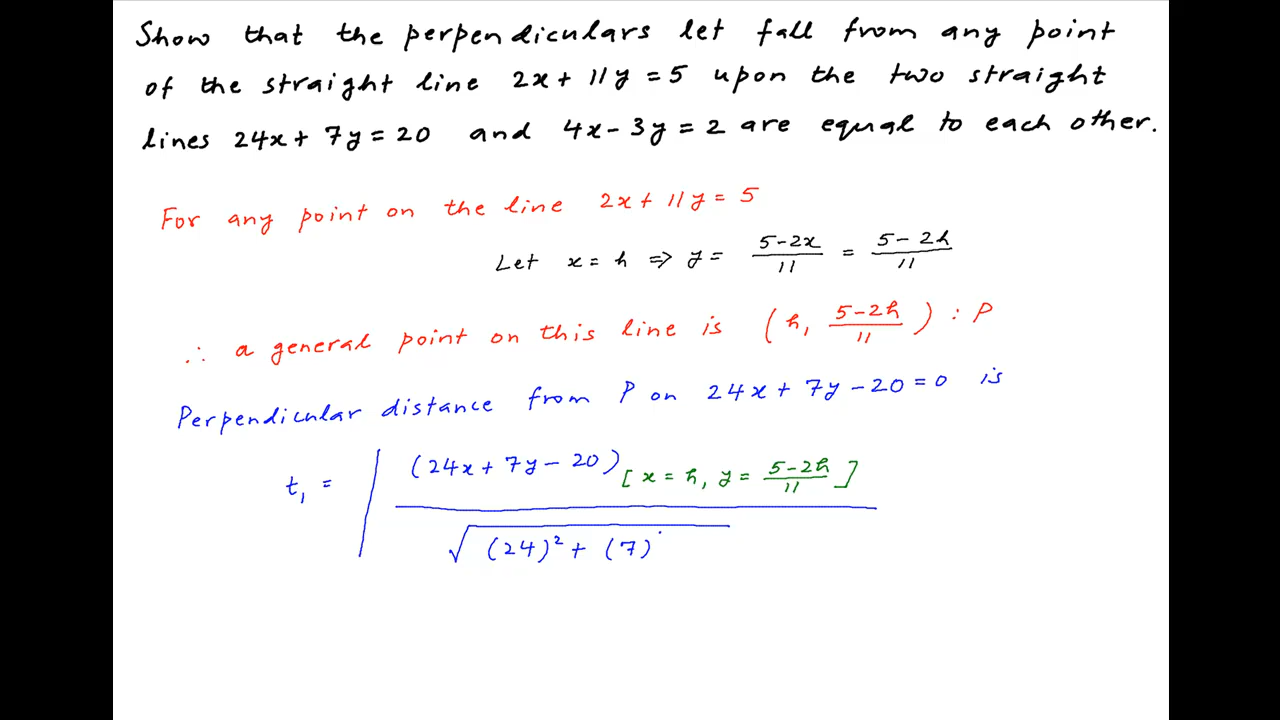 Show that the perpendiculars let fall from any point
of the straight line 2x + 11y = 5 upon the two straight
lines 24x + 7y = 20 and 4x - 3y = 2 are equal to each other.
For any point on the line 2x + 11y = 5
Let x = h ⇒ y = (5-2x)/11 = (5-2h)/11
∴ a general point on this line is (h, (5-2h)/11) : P
Perpendicular distance from P on 24x + 7y - 20 = 0 is
t₁ = | (24x + 7y - 20) [x = h, y = (5-2h)/11]
√(24)² + (7)